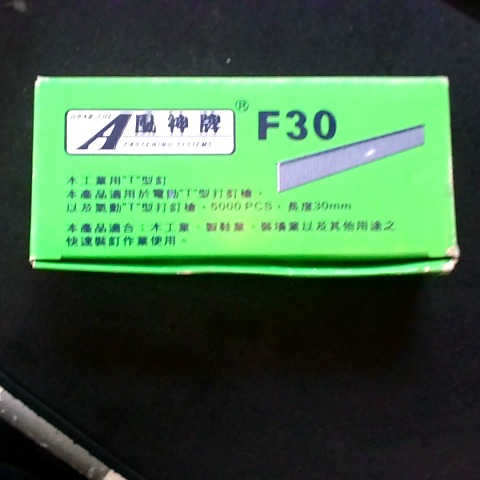 GRAB THE
A 風神牌 ®
FASTENING SYSTEMS
F30
木工業用"T"型釘
本產品適用於電動"T"型打釘槍，
以及氣動"T"型打釘槍，5000 PCS，長度30mm
本產品適合：木工業、製鞋業、裝潢業以及其他用途之
快速裝釘作業使用。